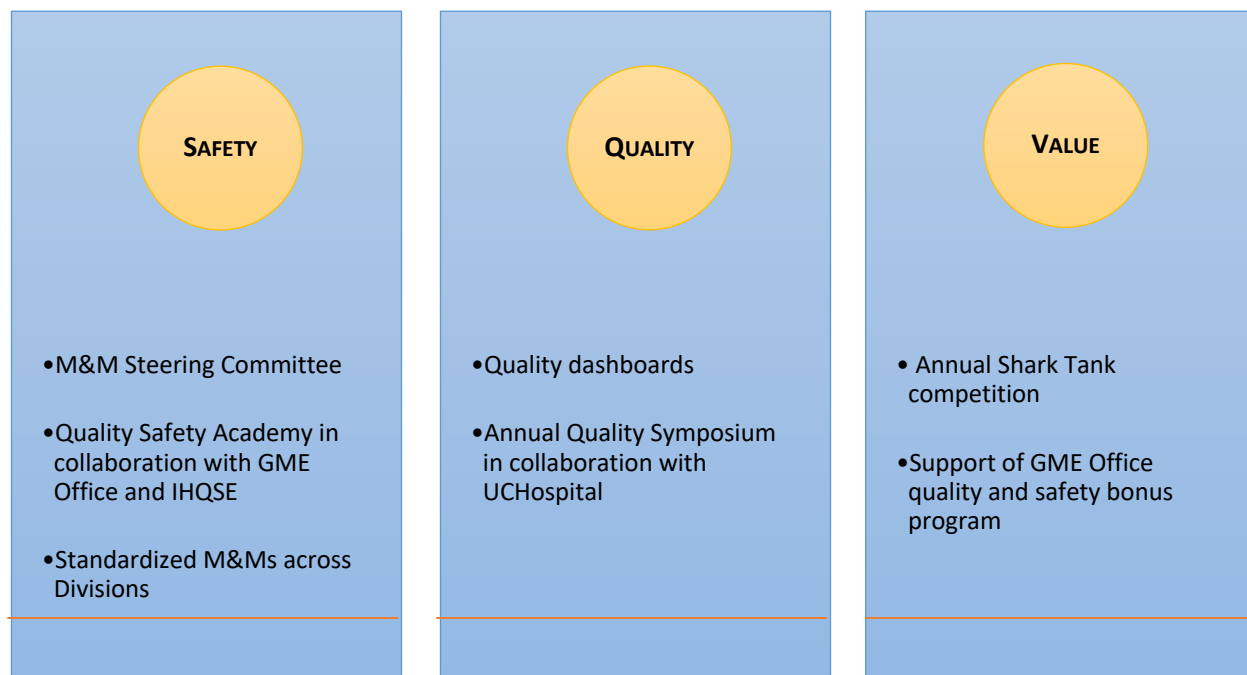 SAFETY
•M&M Steering Committee
•Quality Safety Academy in
collaboration with GME
Office and IHQSE
•Standardized M&Ms across
Divisions
QUALITY
•Quality dashboards
•Annual Quality Symposium
in collaboration with
UCHospital
VALUE
• Annual Shark Tank
competition
•Support of GME Office
quality and safety bonus
program